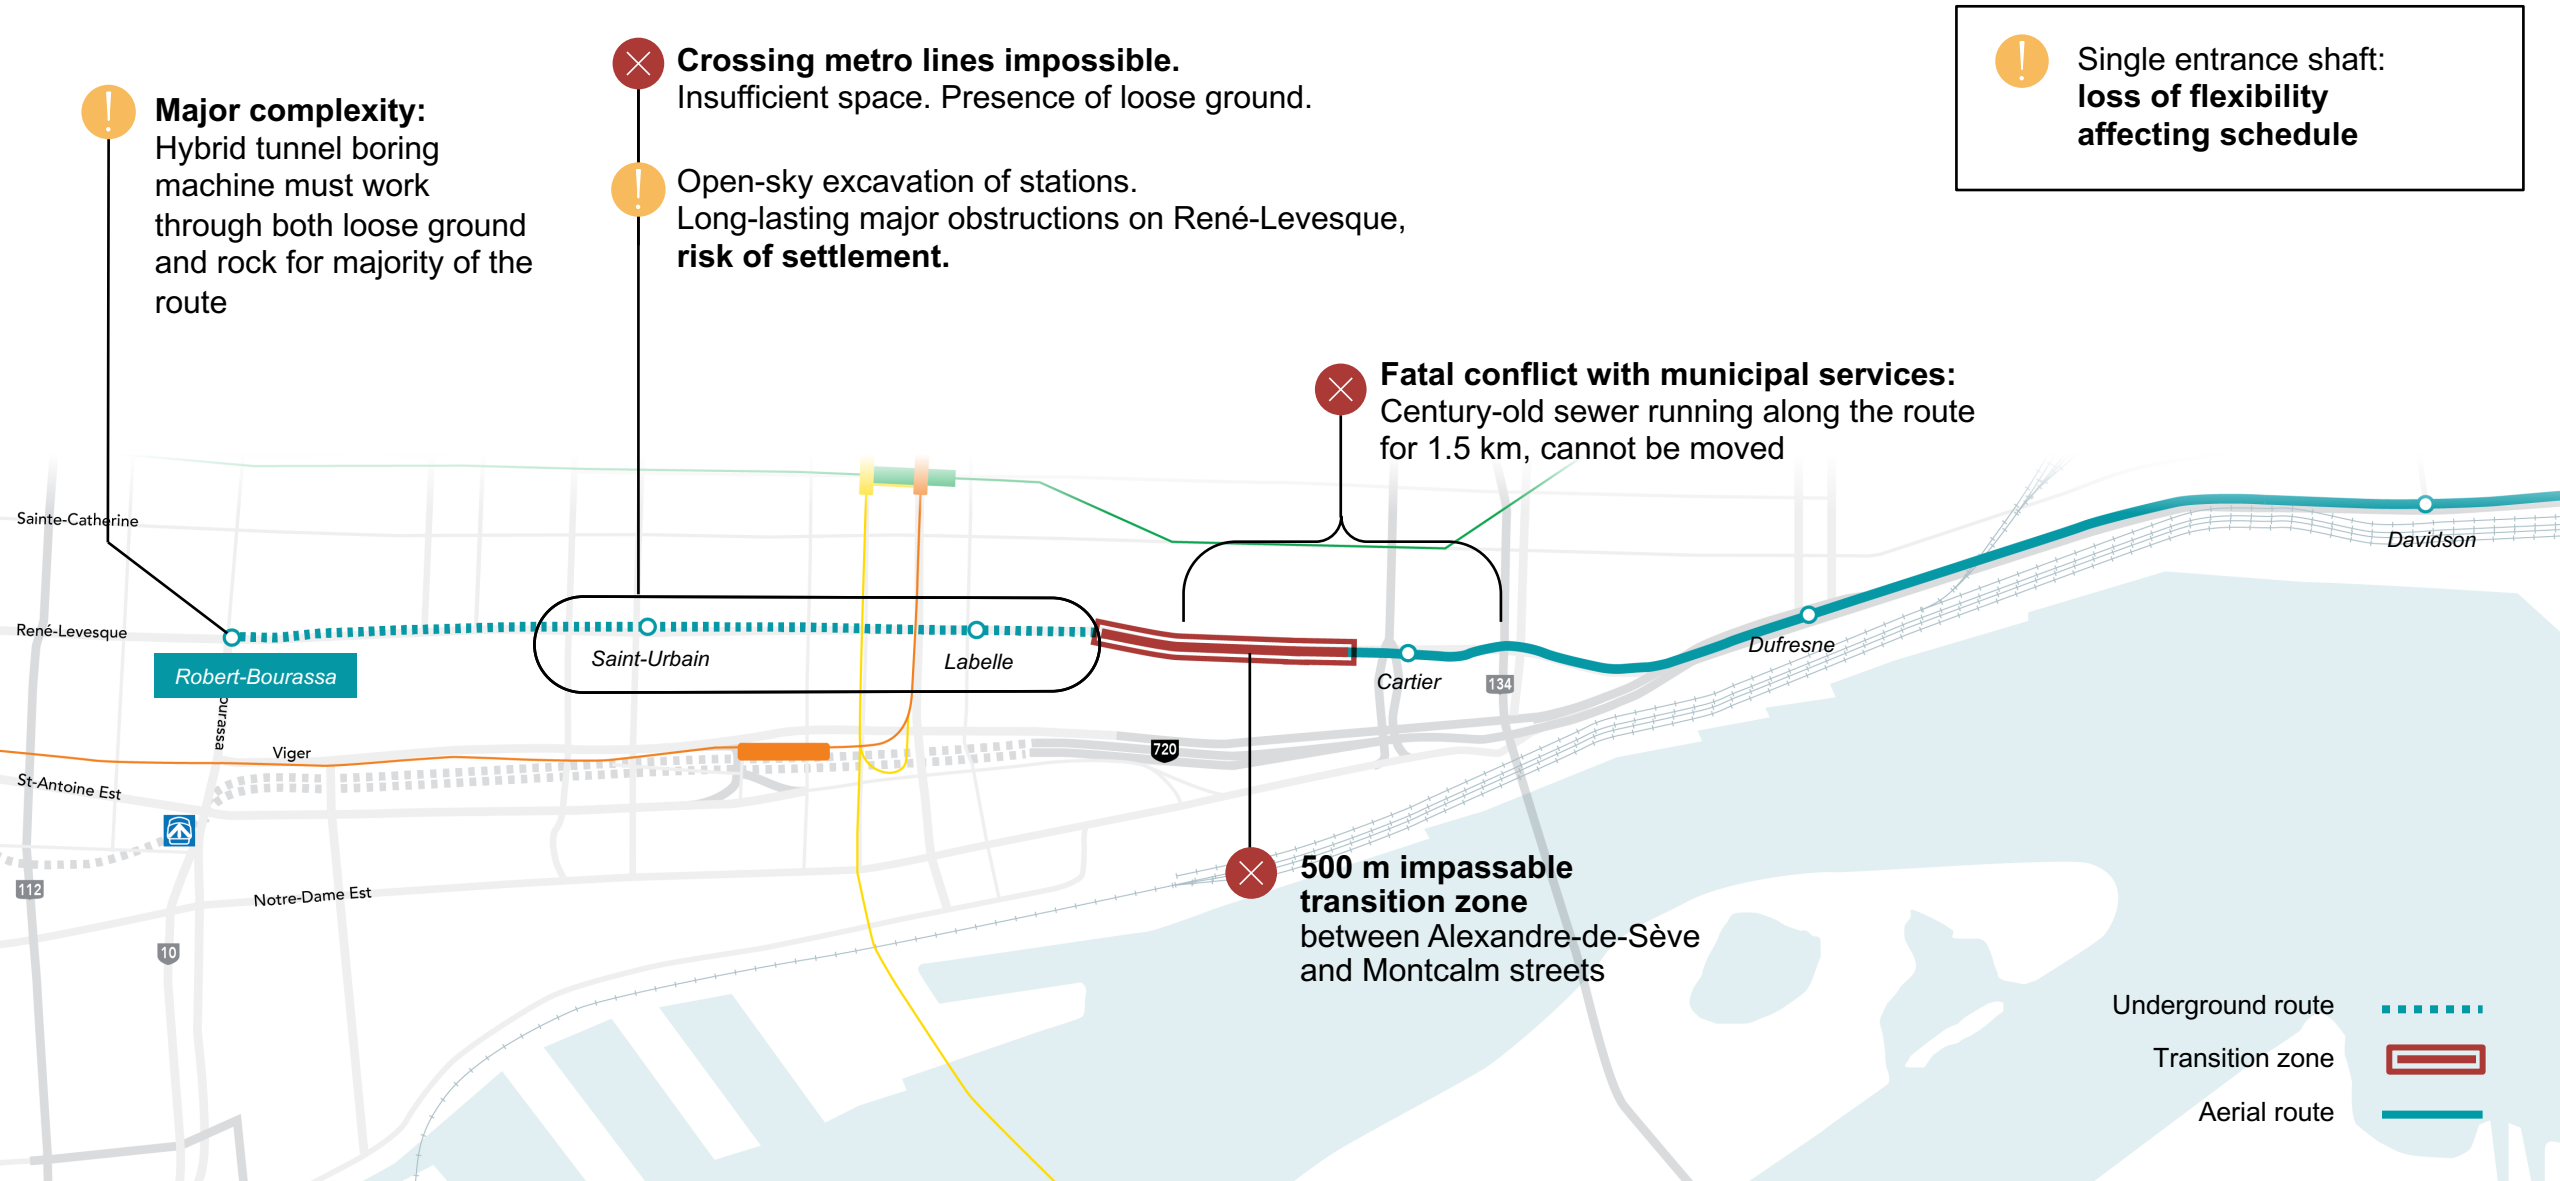 Major complexity:
Hybrid tunnel boring
machine must work
through both loose ground
and rock for majority of the
route
Crossing metro lines impossible.
Insufficient space. Presence of loose ground.
Open-sky excavation of stations.
Long-lasting major obstructions on René-Levesque,
risk of settlement.
Single entrance shaft:
loss of flexibility
affecting schedule
Fatal conflict with municipal services:
Century-old sewer running along the route
for 1.5 km, cannot be moved
Sainte-Catherine
René-Levesque
Robert-Bourassa
ourassa
Saint-Urbain
Labelle
Cartier
134
Dufresne
Davidson
Viger
720
St-Antoine Est
112
Notre-Dame Est
10
500 m impassable
transition zone
between Alexandre-de-Sève
and Montcalm streets
Underground route
Transition zone
Aerial route